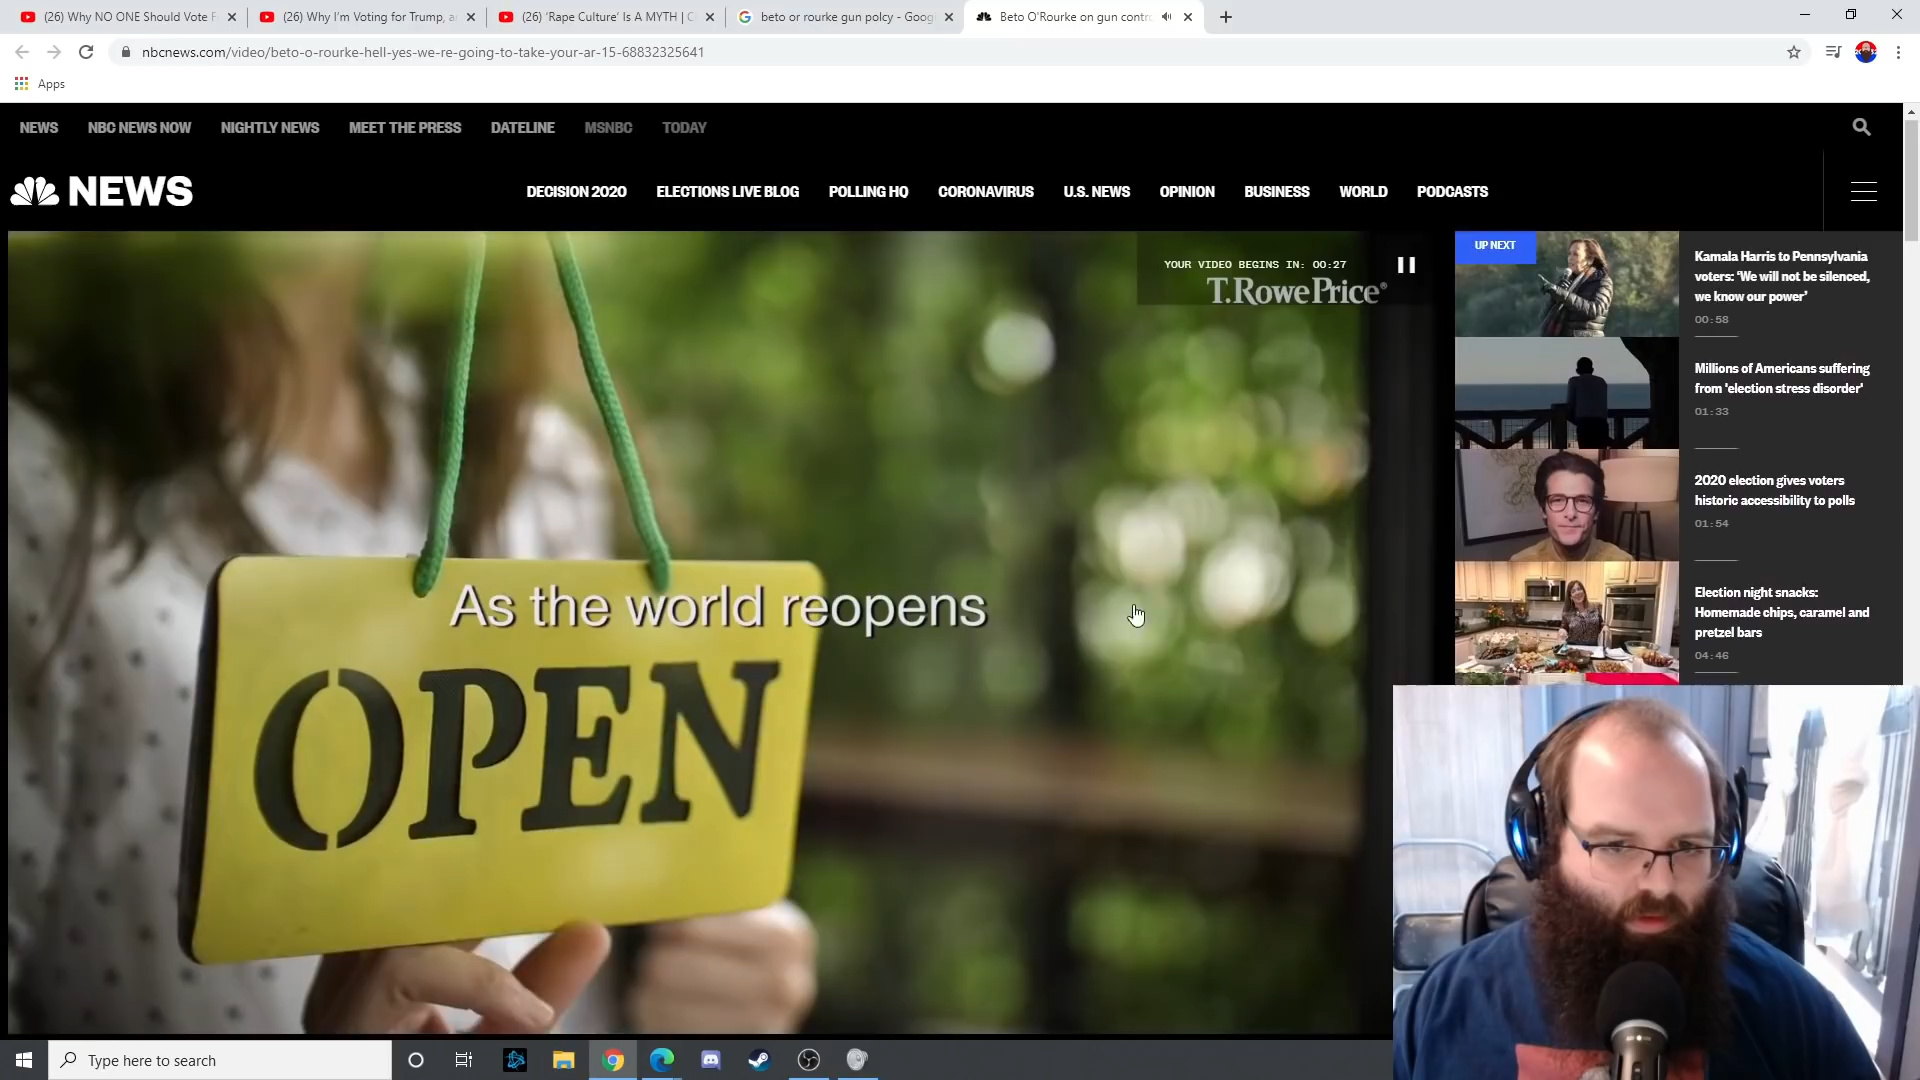 (26) Why NO ONE Should Vote F
(26) Why I'm Voting for Trump, a
(26) 'Rape Culture' Is A MYTH | C
beto or rourke gun polcy - Goog
Beto O'Rourke on gun contr
nbcnews.com/video/beto-o-rourke-hell-yes-we-re-going-to-take-your-ar-15-68832325641
Apps
NEWS NBC NEWS NOW NIGHTLY NEWS MEET THE PRESS DATELINE MSNBC TODAY
NEWS
DECISION 2020 ELECTIONS LIVE BLOG POLLING HQ CORONAVIRUS U.S. NEWS OPINION BUSINESS WORLD PODCASTS
YOUR VIDEO BEGINS IN: 00:27
T.RowePrice®
As the world reopens
OPEN
UP NEXT
Kamala Harris to Pennsylvania
voters: 'We will not be silenced,
we know our power'
00:58
Millions of Americans suffering
from 'election stress disorder'
01:33
2020 election gives voters
historic accessibility to polls
01:54
Election night snacks:
Homemade chips, caramel and
pretzel bars
04:46
Type here to search